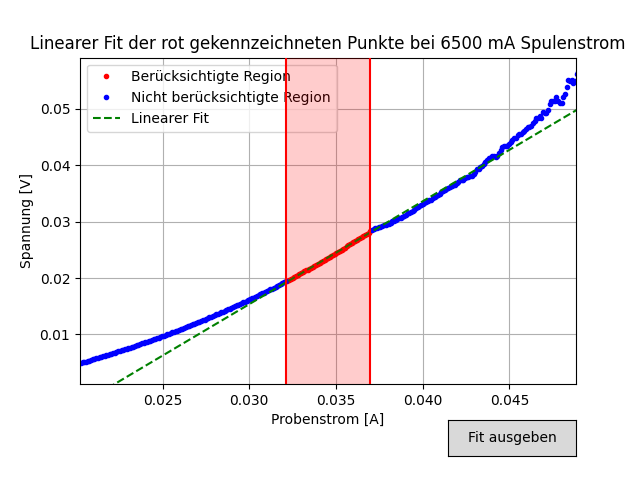 Linearer Fit der rot gekennzeichneten Punkte bei 6500 mA Spulenstrom
Berücksichtigte Region
Nicht berücksichtigte Region
Linearer Fit
0.05
0.04
0.03
0.02
0.01
Spannung [V]
0.025 0.030 0.035 0.040 0.045
Probenstrom [A]
Fit ausgeben